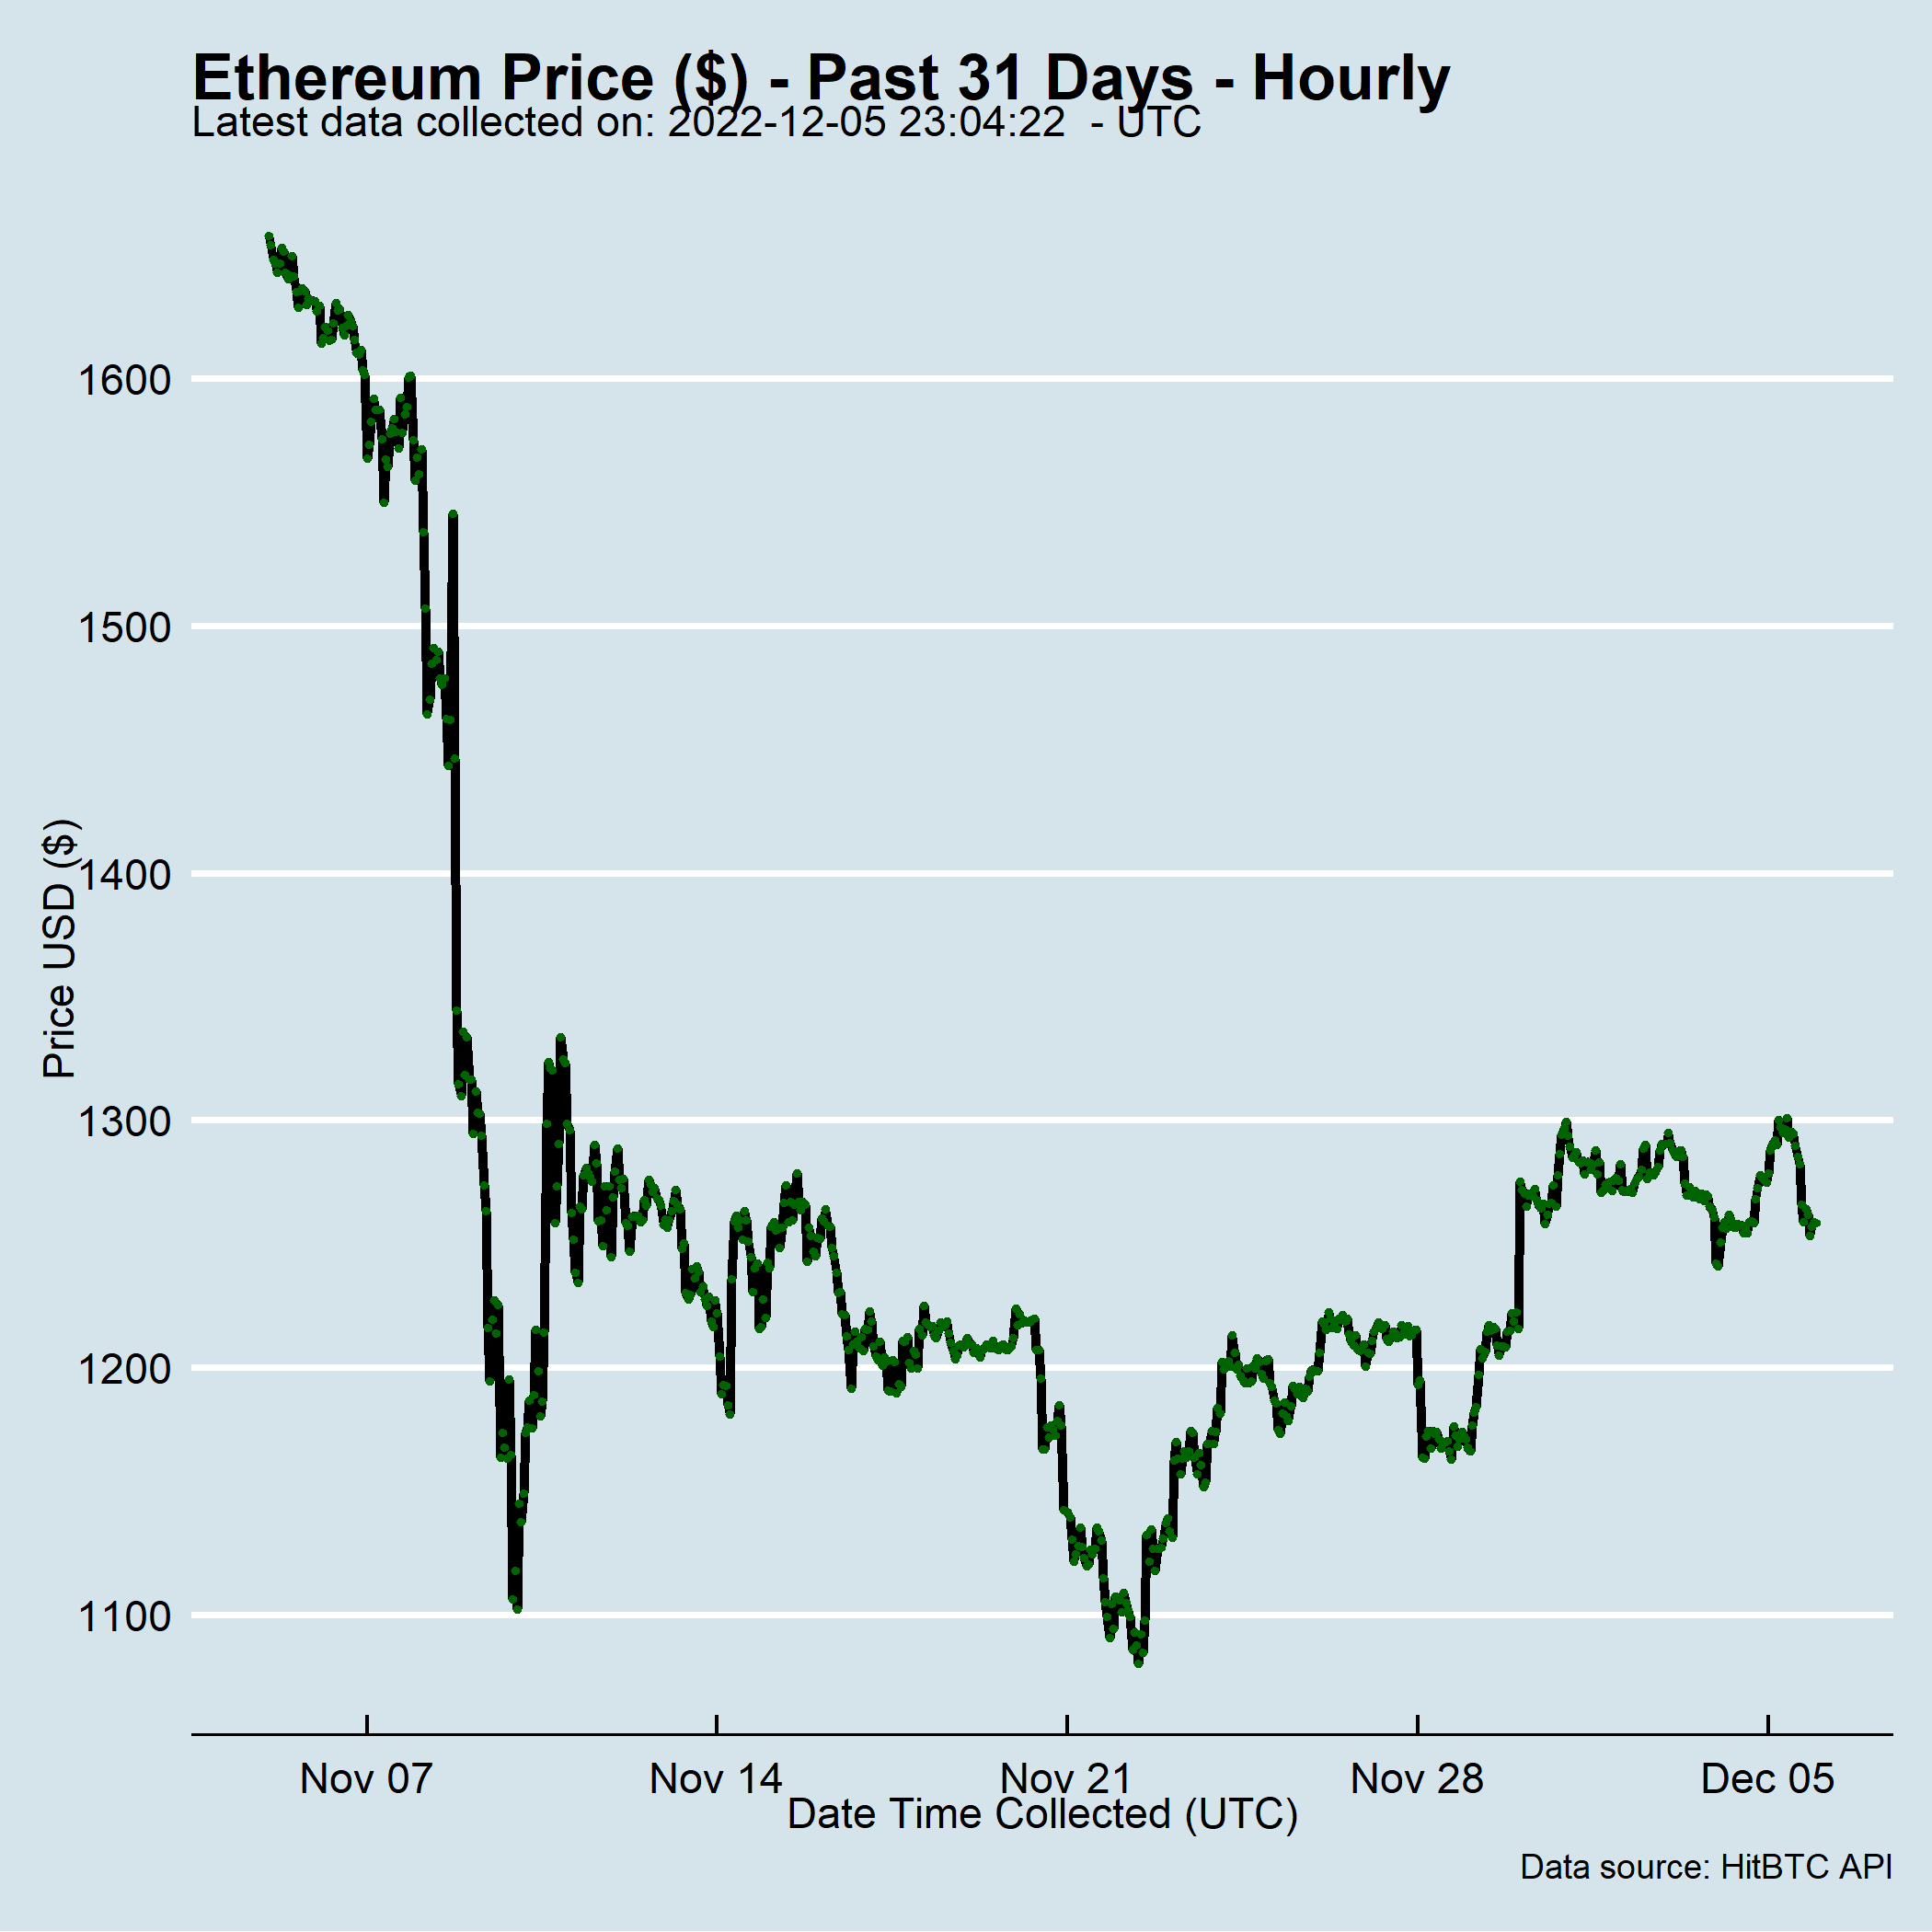 Ethereum Price ($) - Past 31 Days - Hourly
Latest data collected on: 2022-12-05 23:04:22  - UTC
1600
1500
1400
1300
1200
1100
Price USD ($)
Nov 07
Nov 14
Nov 21
Nov 28
Dec 05
Date Time Collected (UTC)
Data source: HitBTC API